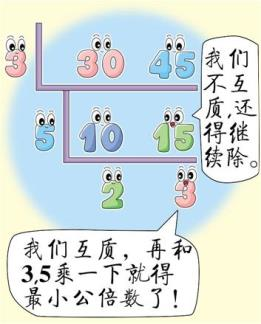 3 30 45
5 10 15
2 3
我们互
不质,
还得继
续除。
我们互质,再和
3.5乘一下就得
最小公倍数了!